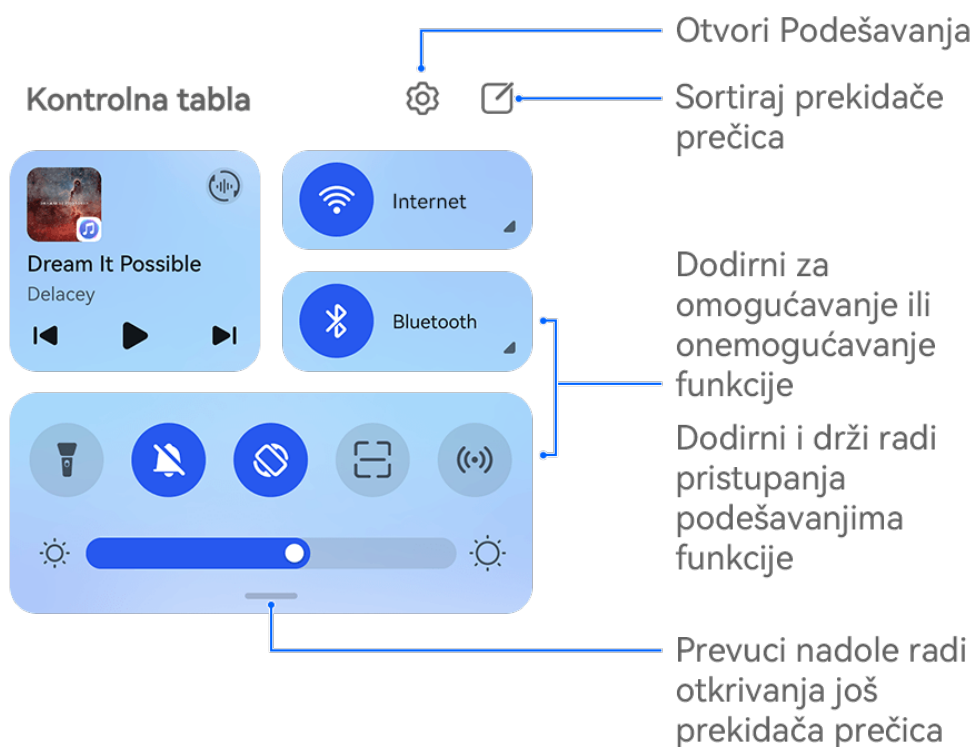 Otvori Podešavanja
Kontrolna tabla
Sortiraj prekidače
prečica
Internet
Dream It Possible
Delacey
Bluetooth
Dodirni za
omogućavanje ili
onemogućavanje
funkcije
Dodirni i drži radi
pristupanja
podešavanjima
funkcije
Prevuci nadole radi
otkrivanja još
prekidača prečica